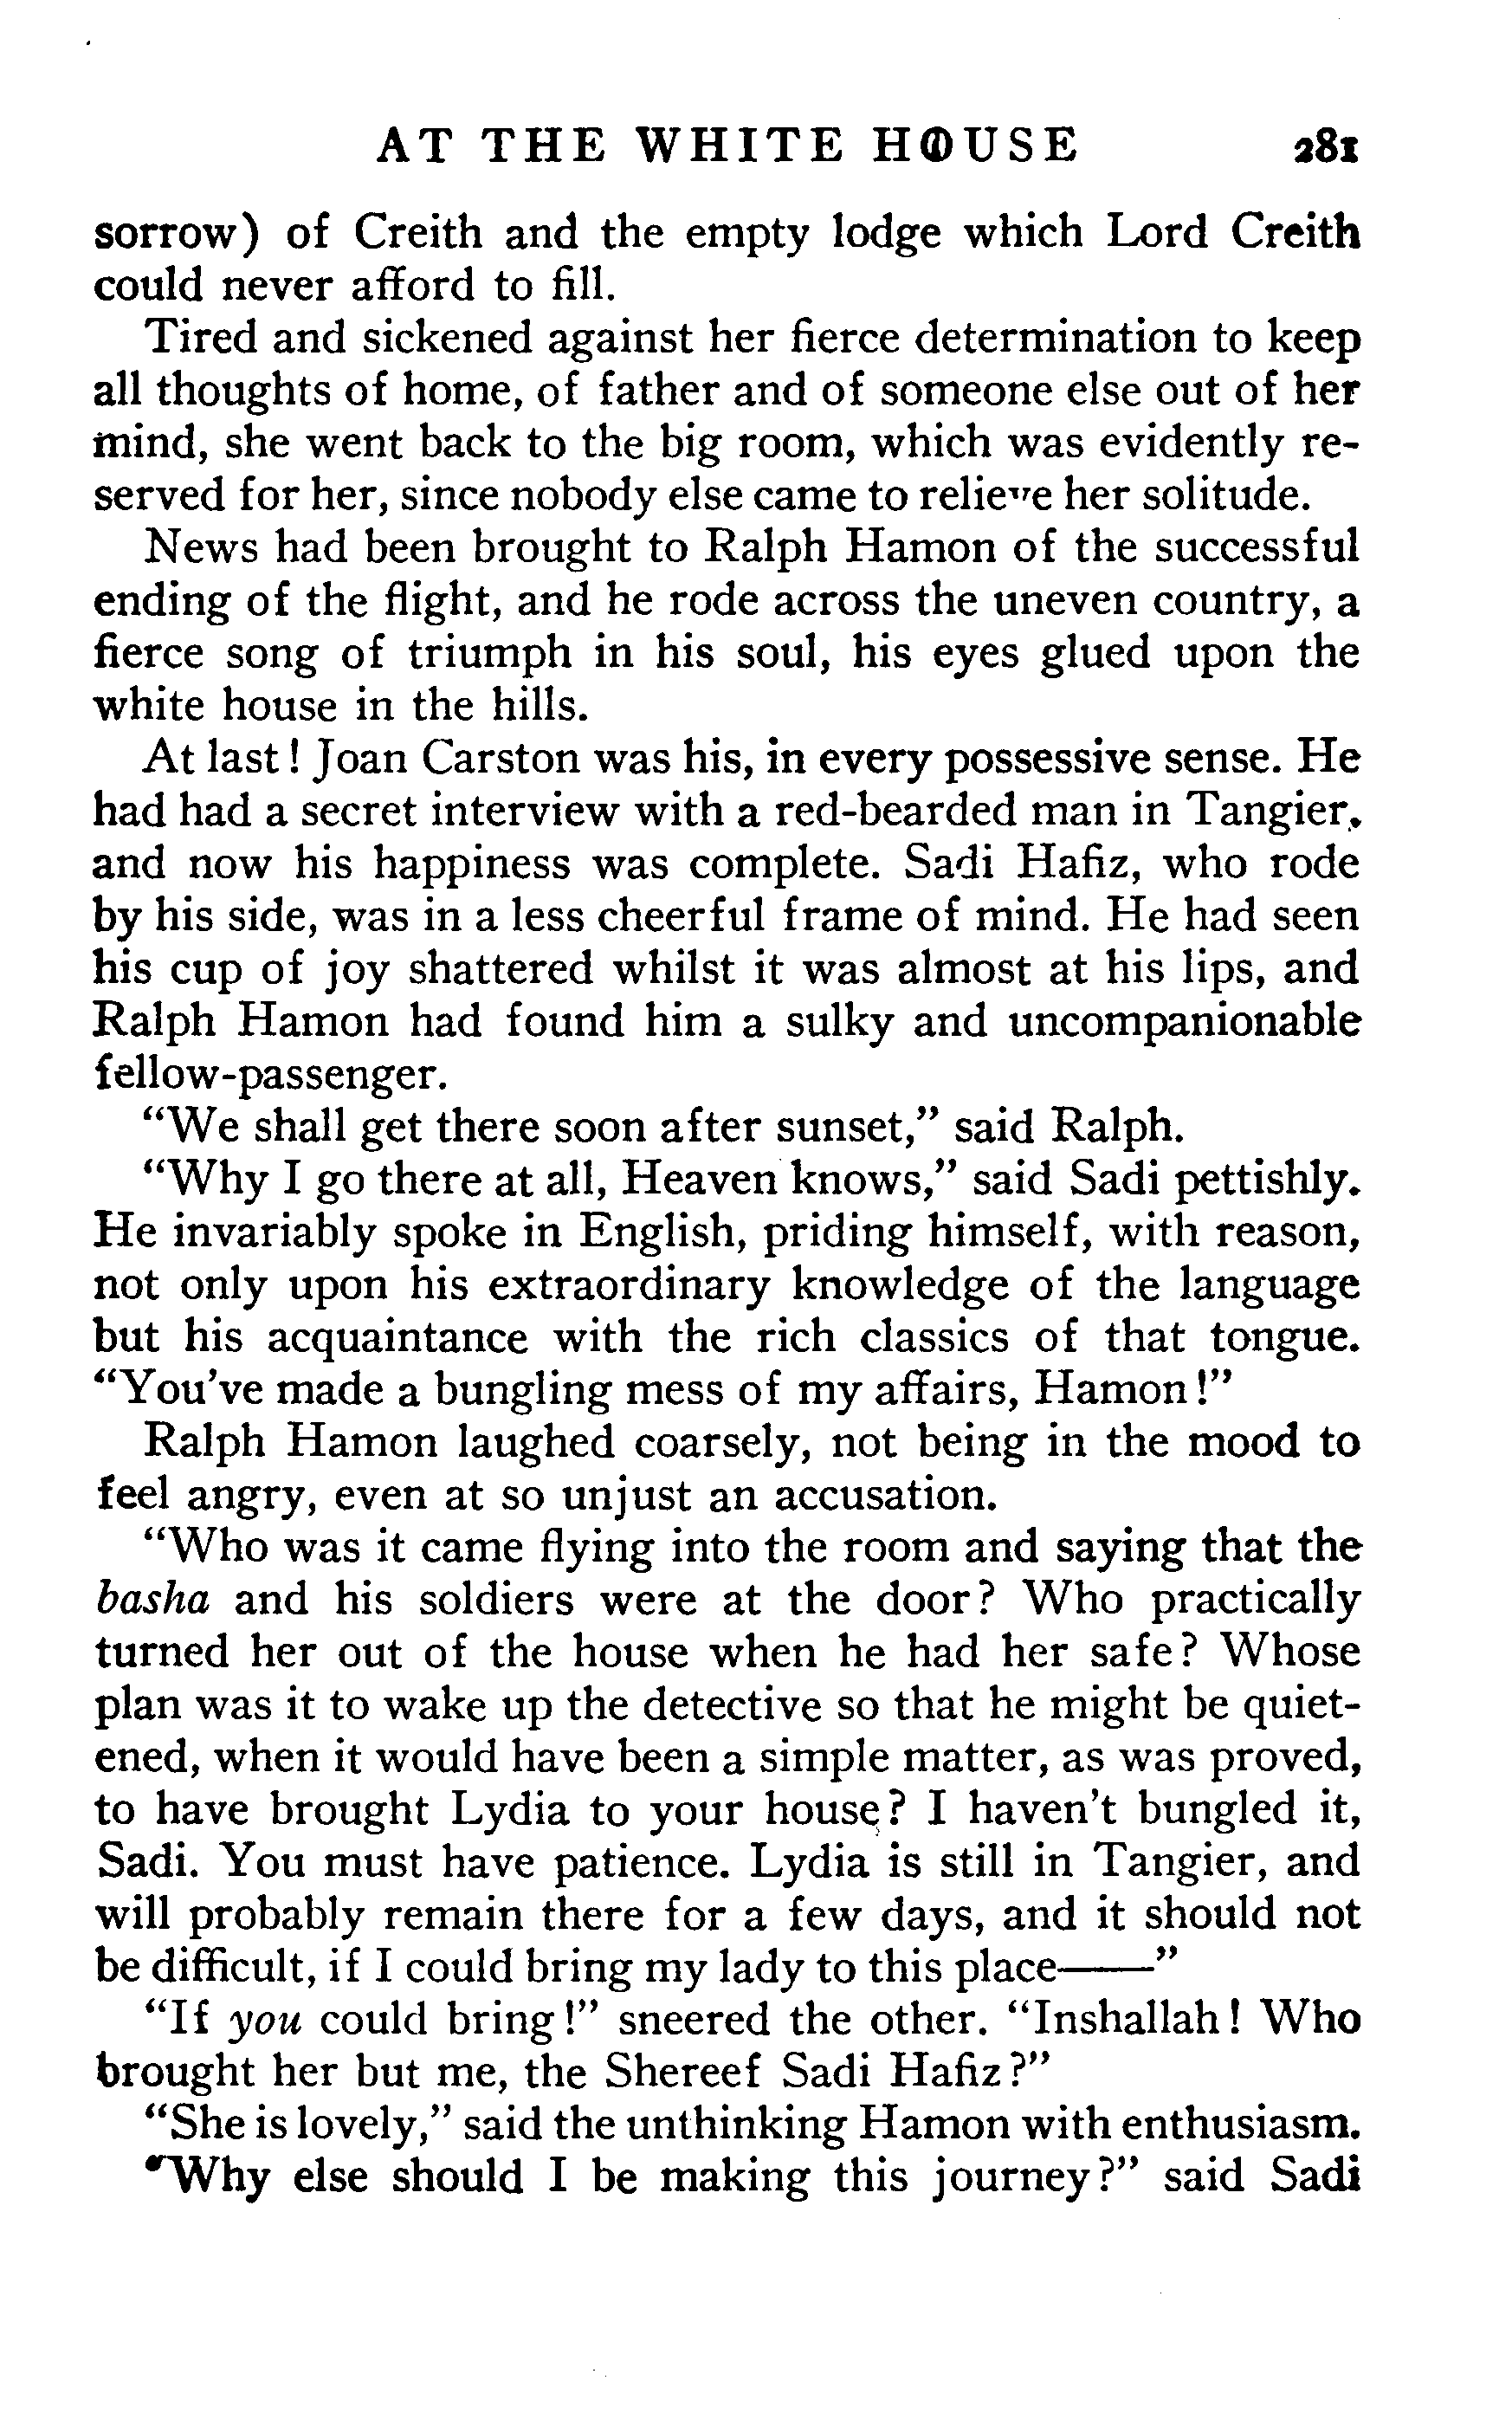 AT THE WHITE HOUSE 281
sorrow) of Creith and the empty lodge which Lord Creith
could never afford to fill.
Tired and sickened against her fierce determination to keep
all thoughts of home, of father and of someone else out of her
mind, she went back to the big room, which was evidently re-
served for her, since nobody else came to relieve her solitude.
News had been brought to Ralph Hamon of the successful
ending of the flight, and he rode across the uneven country, a
fierce song of triumph in his soul, his eyes glued upon the
white house in the hills.
At last! Joan Carston was his, in every possessive sense. He
had had a secret interview with a red-bearded man in Tangier,
and now his happiness was complete. Sadi Hafiz, who rode
by his side, was in a less cheerful frame of mind. He had seen
his cup of joy shattered whilst it was almost at his lips, and
Ralph Hamon had found him a sulky and uncompanionable
fellow-passenger.
“We shall get there soon after sunset,” said Ralph.
“Why I go there at all, Heaven knows,” said Sadi pettishly.
He invariably spoke in English, priding himself, with reason,
not only upon his extraordinary knowledge of the language
but his acquaintance with the rich classics of that tongue.
“You've made a bungling mess of my affairs, Hamon!”
Ralph Hamon laughed coarsely, not being in the mood to
feel angry, even at so unjust an accusation.
“Who was it came flying into the room and saying that the
basha and his soldiers were at the door? Who practically
turned her out of the house when he had her safe? Whose
plan was it to wake up the detective so that he might be quiet-
ened, when it would have been a simple matter, as was proved,
to have brought Lydia to your house? I haven't bungled it,
Sadi. You must have patience. Lydia is still in Tangier, and
will probably remain there for a few days, and it should not
be difficult, if I could bring my lady to this place——”
“If you could bring!” sneered the other. “Inshallah! Who
brought her but me, the Shereef Sadi Hafiz?”
“She is lovely,” said the unthinking Hamon with enthusiasm.
“Why else should I be making this journey?” said Sadi